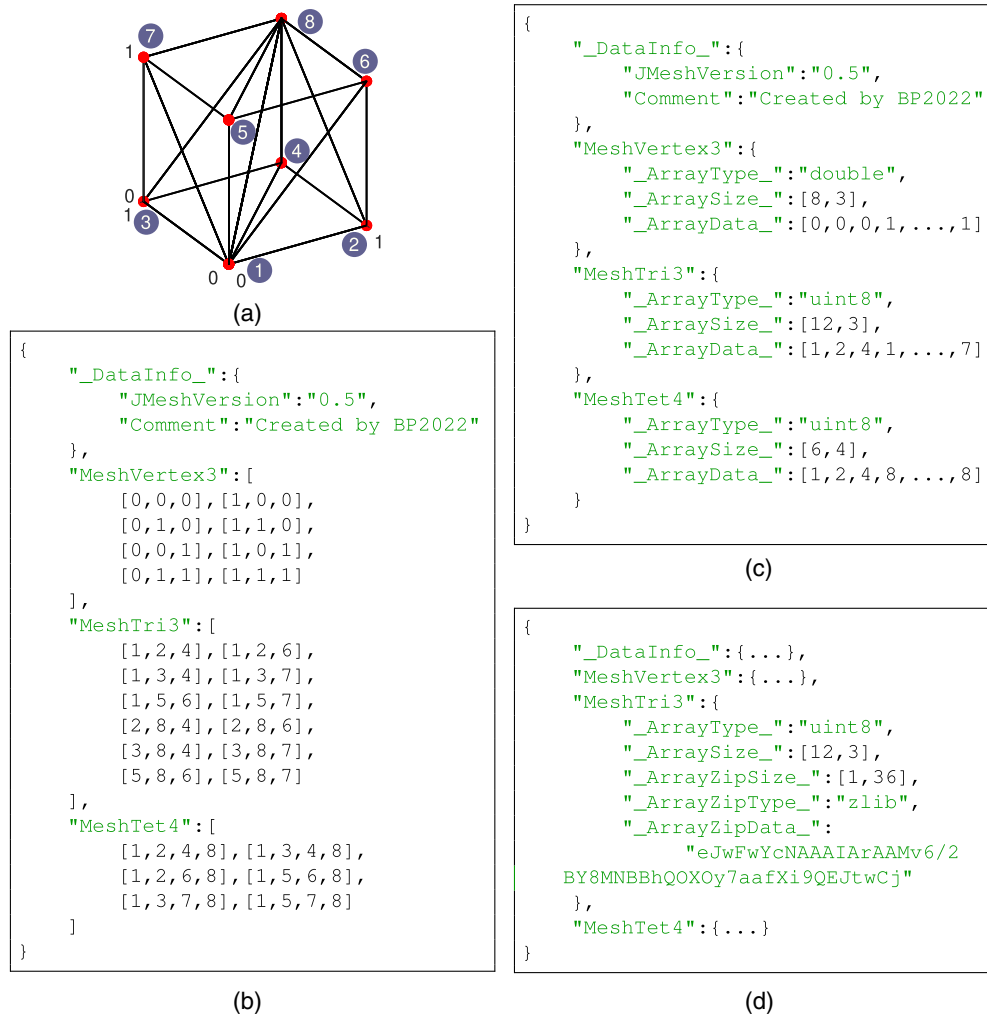 8
7
1
6
5
4
0
1
3
2
1
0
1
0
(a)
{
"_DataInfo_":{
"JMeshVersion":"0.5",
"Comment":"Created by BP2022"
},
"MeshVertex3":[
[0,0,0],[1,0,0],
[0,1,0],[1,1,0],
[0,0,1],[1,0,1],
[0,1,1],[1,1,1]
],
"MeshTri3":[
[1,2,4],[1,2,6],
[1,3,4],[1,3,7],
[1,5,6],[1,5,7],
[2,8,4],[2,8,6],
[3,8,4],[3,8,7],
[5,8,6],[5,8,7]
],
"MeshTet4":[
[1,2,4,8],[1,3,4,8],
[1,2,6,8],[1,5,6,8],
[1,3,7,8],[1,5,7,8]
]
}
(b)
{
"_DataInfo_":{
"JMeshVersion":"0.5",
"Comment":"Created by BP2022"
},
"MeshVertex3":{
"_ArrayType_":"double",
"_ArraySize_":[8,3],
"_ArrayData_":[0,0,0,1,...,1]
},
"MeshTri3":{
"_ArrayType_":"uint8",
"_ArraySize_":[12,3],
"_ArrayData_":[1,2,4,1,...,7]
},
"MeshTet4":{
"_ArrayType_":"uint8",
"_ArraySize_":[6,4],
"_ArrayData_":[1,2,4,8,...,8]
}
}
(c)
{
"_DataInfo_":{...},
"MeshVertex3":{...},
"MeshTri3":{
"_ArrayType_":"uint8",
"_ArraySize_":[12,3],
"_ArrayZipSize_":[1,36],
"_ArrayZipType_":"zlib",
"_ArrayZipData_":
"eJwFwYcNAAAIArAAMv6/2
BY8MNBBhQOXOy7aafXi9QEJtwCj"
},
"MeshTet4":{...}
}
(d)